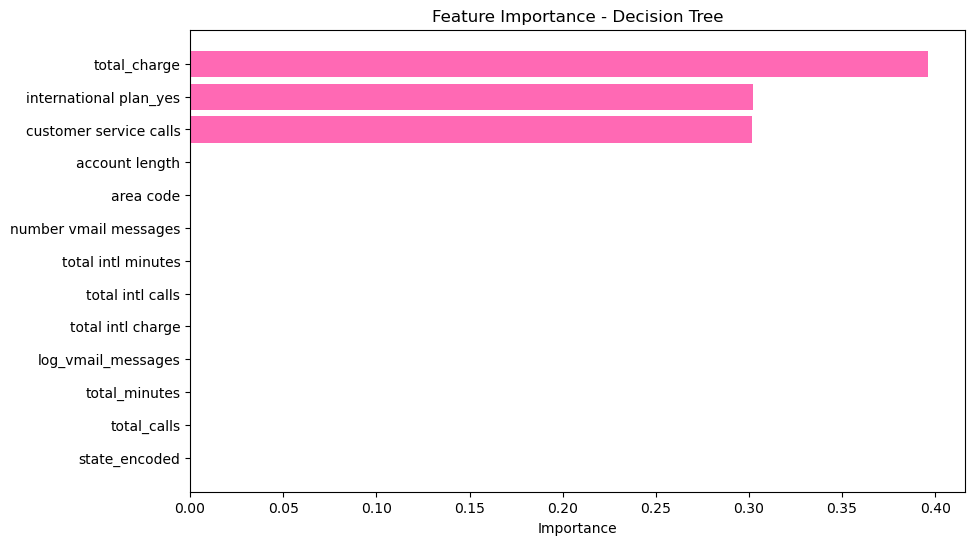 Feature Importance - Decision Tree
total_charge
international plan_yes
customer service calls
account length
area code
number vmail messages
total intl minutes
total intl calls
total intl charge
log_vmail_messages
total_minutes
total_calls
state_encoded
0.00 0.05 0.10 0.15 0.20 0.25 0.30 0.35 0.40
Importance